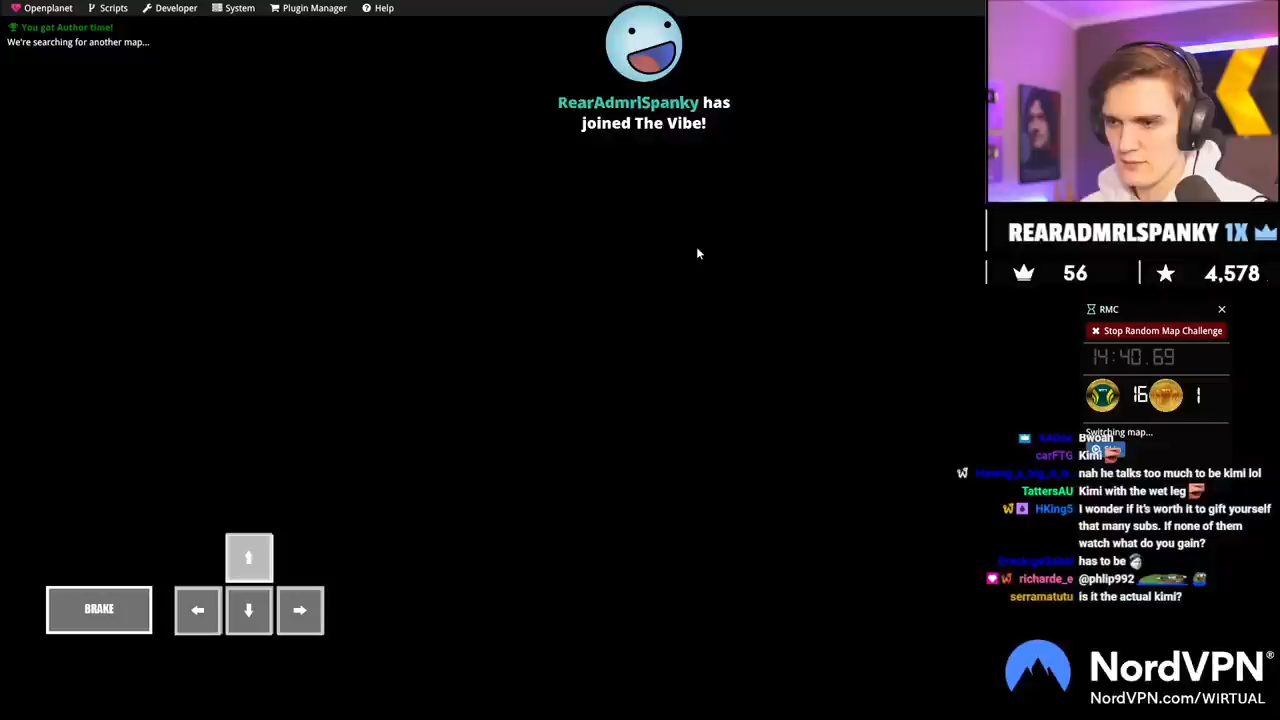 Openplanet Scripts Developer System Plugin Manager Help
You got Author time!
We're searching for another map...
RearAdmrlSpanky has
joined The Vibe!
REARADMRLSPANKY 1X
56 4,578
RMC
Stop Random Map Challenge
14:40.69
16 1
Switching map...
Bwoah
carFTG Kimi
nah he talks too much to be kimi lol
TattersAU Kimi with the wet leg
HKing5 I wonder if it's worth it to gift yourself
that many subs. If none of them
watch what do you gain?
has to be
richarde_e @phlip992
serramatutu is it the actual kimi?
BRAKE
NordVPN®
NordVPN.com/WIRTUAL